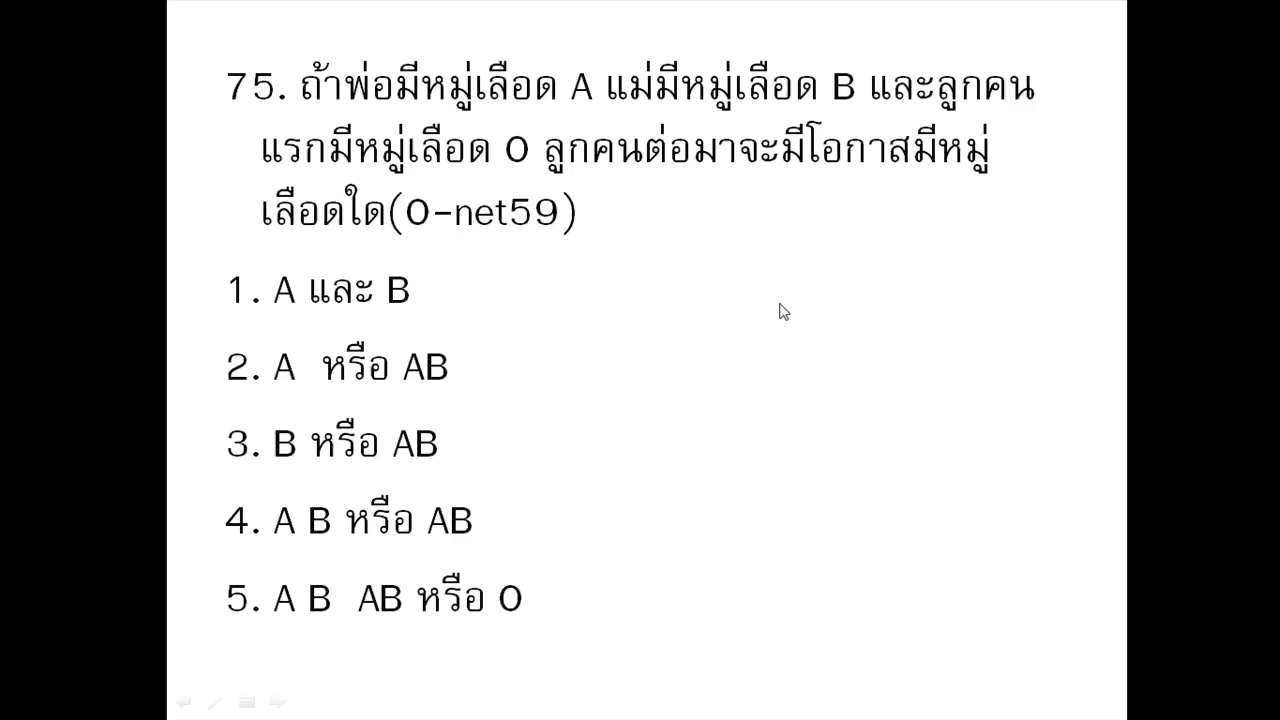 75. ถ้าพ่อมีหมู่เลือด A แม่มีหมู่เลือด B และลูกคน
แรกมีหมู่เลือด O ลูกคนต่อมาจะมีโอกาสมีหมู่
เลือดใด(O-net59)
1. A และ B
2. A  หรือ AB
3. B หรือ AB
4. A B หรือ AB
5. A B  AB หรือ O